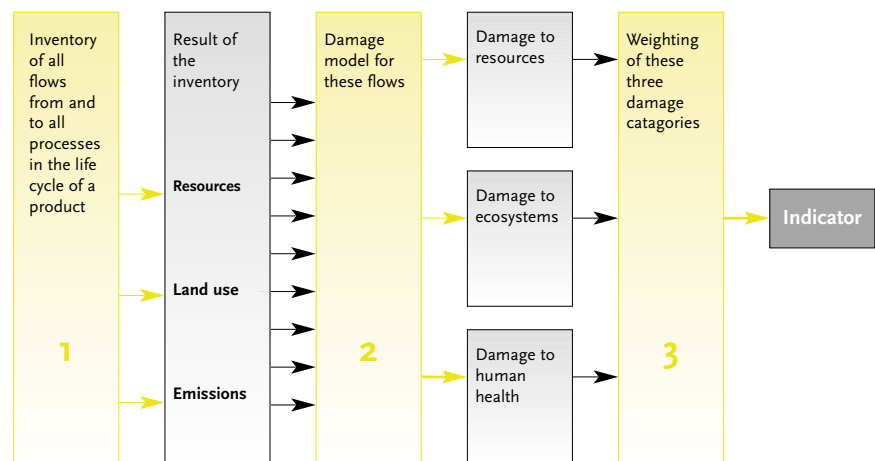 Inventory
of all
flows
from and
to all
processes
in the life
cycle of a
product
1
Result of
the
inventory
Resources
Land use
Emissions
Damage
model for
these flows
2
Damage to
resources
Damage to
ecosystems
Damage to
human
health
Weighting
of these
three
damage
catagories
3
Indicator